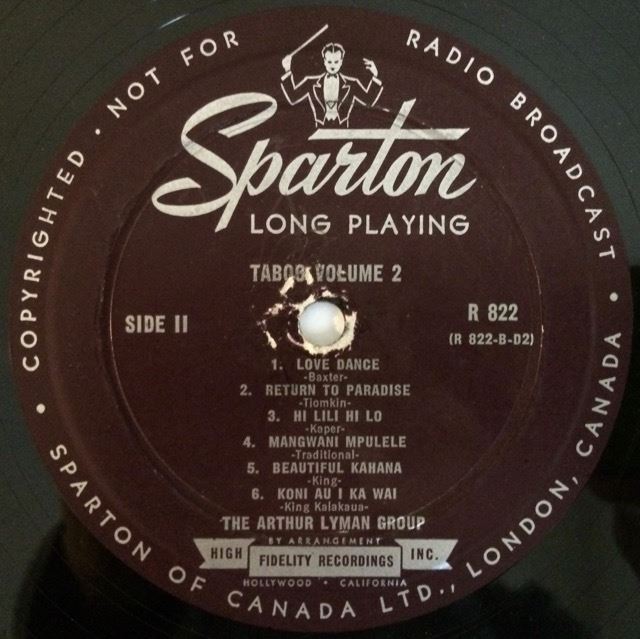 COPYRIGHTED • NOT FOR RADIO BROADCAST
Sparton
LONG PLAYING
TABOO VOLUME 2
SIDE II
R 822
(R 822-B-D2)
1. LOVE DANCE
-Baxter-
2. RETURN TO PARADISE
-Tiomkin-
3. HI LILI HI LO
-Kaper-
4. MANGWANI MPULELE
-Traditional-
5. BEAUTIFUL KAHANA
-King-
6. KONI AU I KA WAI
-King Kalakaua-
THE ARTHUR LYMAN GROUP
BY ARRANGEMENT
HIGH FIDELITY RECORDINGS INC.
HOLLYWOOD • CALIFORNIA
• SPARTON OF CANADA LTD., LONDON, CANADA •